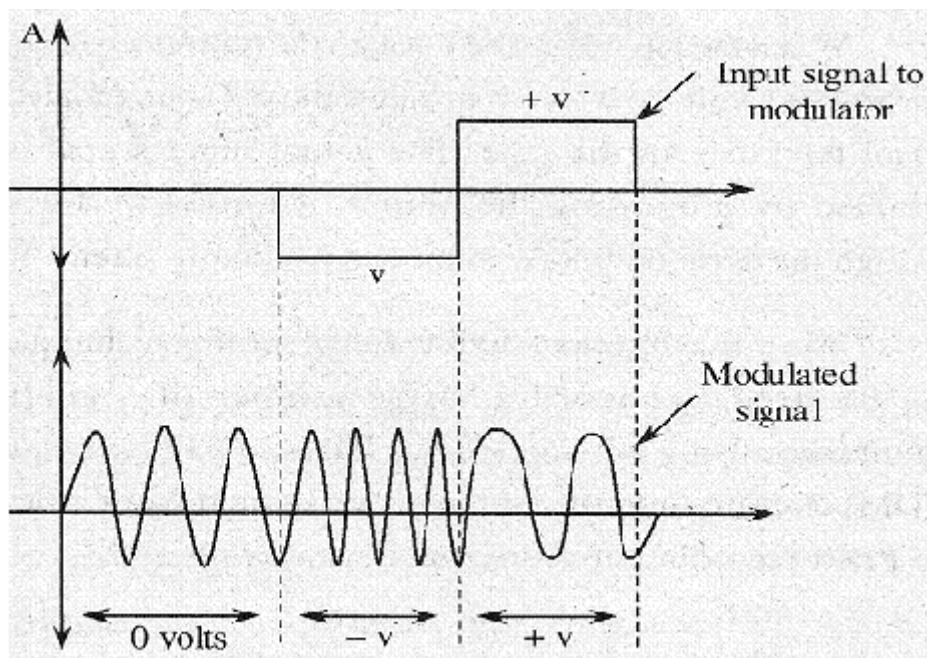 A
+ v
Input signal to
modulator
v
Modulated
signal
0 volts
– v
+ v